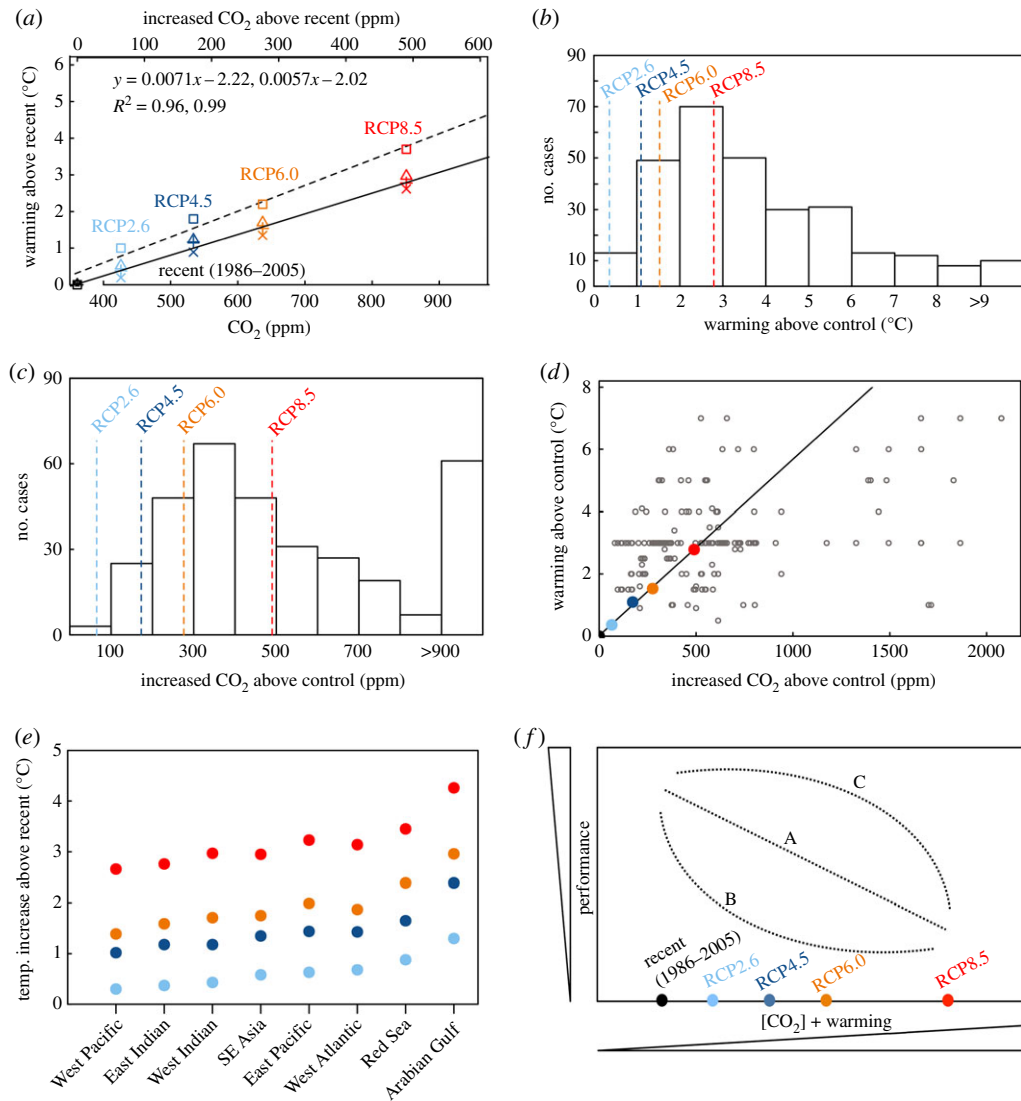 (a)
increased CO2 above recent (ppm)
0 100 200 300 400 500 600
6
5
4
3
2
1
0
warming above recent (°C)
y = 0.0071x – 2.22, 0.0057x – 2.02
R2 = 0.96, 0.99
RCP2.6
RCP4.5
RCP6.0
RCP8.5
recent (1986–2005)
400 500 600 700 800 900
CO2 (ppm)
(b)
90
70
50
30
10
no. cases
RCP2.6
RCP4.5
RCP6.0
RCP8.5
0 1 2 3 4 5 6 7 8 >9
warming above control (°C)
(c)
90
60
30
0
no. cases
RCP2.6
RCP4.5
RCP6.0
RCP8.5
100 300 500 700 >900
increased CO2 above control (ppm)
(d)
8
6
4
2
0
warming above control (°C)
0 500 1000 1500 2000
increased CO2 above control (ppm)
(e)
5
4
3
2
1
0
temp. increase above recent (°C)
West Pacific
East Indian
West Indian
SE Asia
East Pacific
West Atlantic
Red Sea
Arabian Gulf
(f)
performance
C
A
B
recent
(1986–2005)
RCP2.6
RCP4.5
RCP6.0
RCP8.5
[CO2] + warming